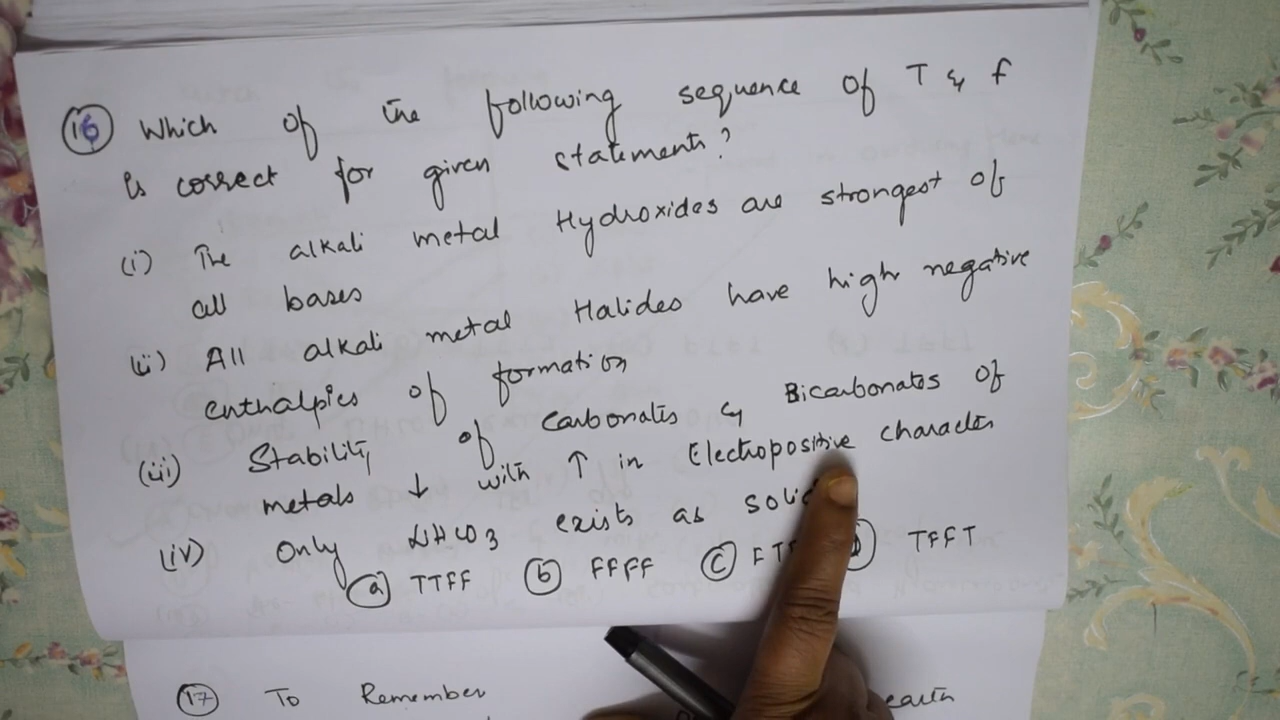 16 Which of the following sequence of T & f
is correct for given statements?
(i) The alkali metal Hydroxides are strongest of
all bases
(ii) All alkali metal Halides have high negative
enthalpies of formation
(iii) Stability of carbonates & Bicarbonates of
metals ↓ with ↑ in Electropositive character
(iv) Only LiHCO3 exists as
a TTFF b FFFF c TFFT
17 To Remember